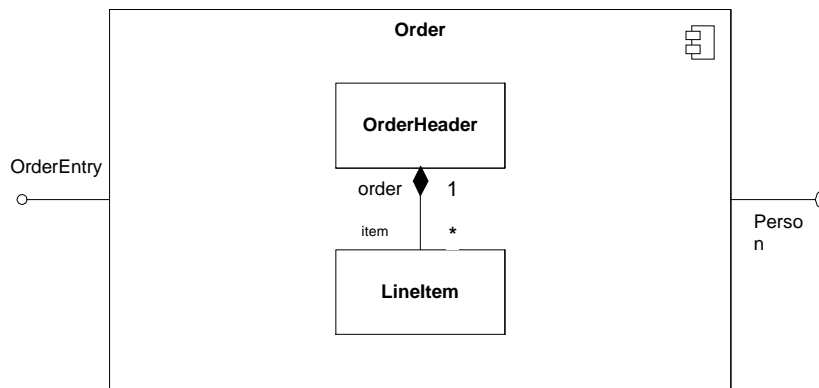 Order
OrderHeader
OrderEntry
order 1
item *
Perso
n
LineItem